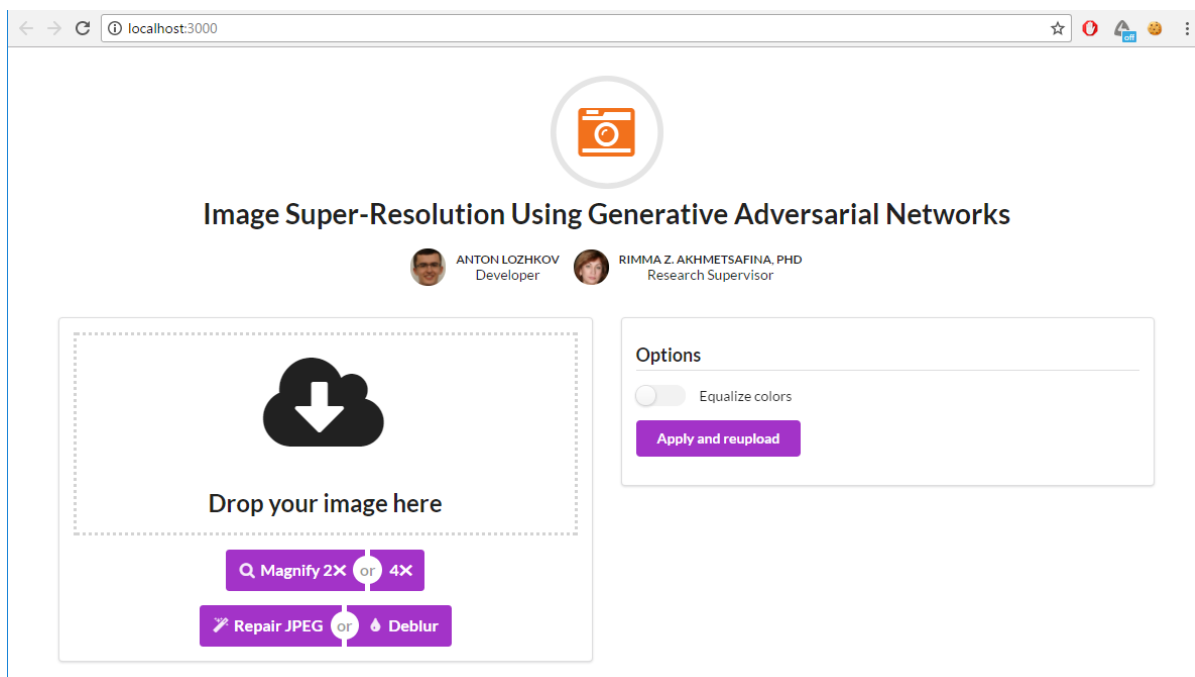 localhost:3000
off
Image Super-Resolution Using Generative Adversarial Networks
ANTON LOZHKOV
Developer
RIMMA Z. AKHMETSAFINA, PHD
Research Supervisor
Drop your image here
Magnify 2× or 4×
Repair JPEG or Deblur
Options
Equalize colors
Apply and reupload